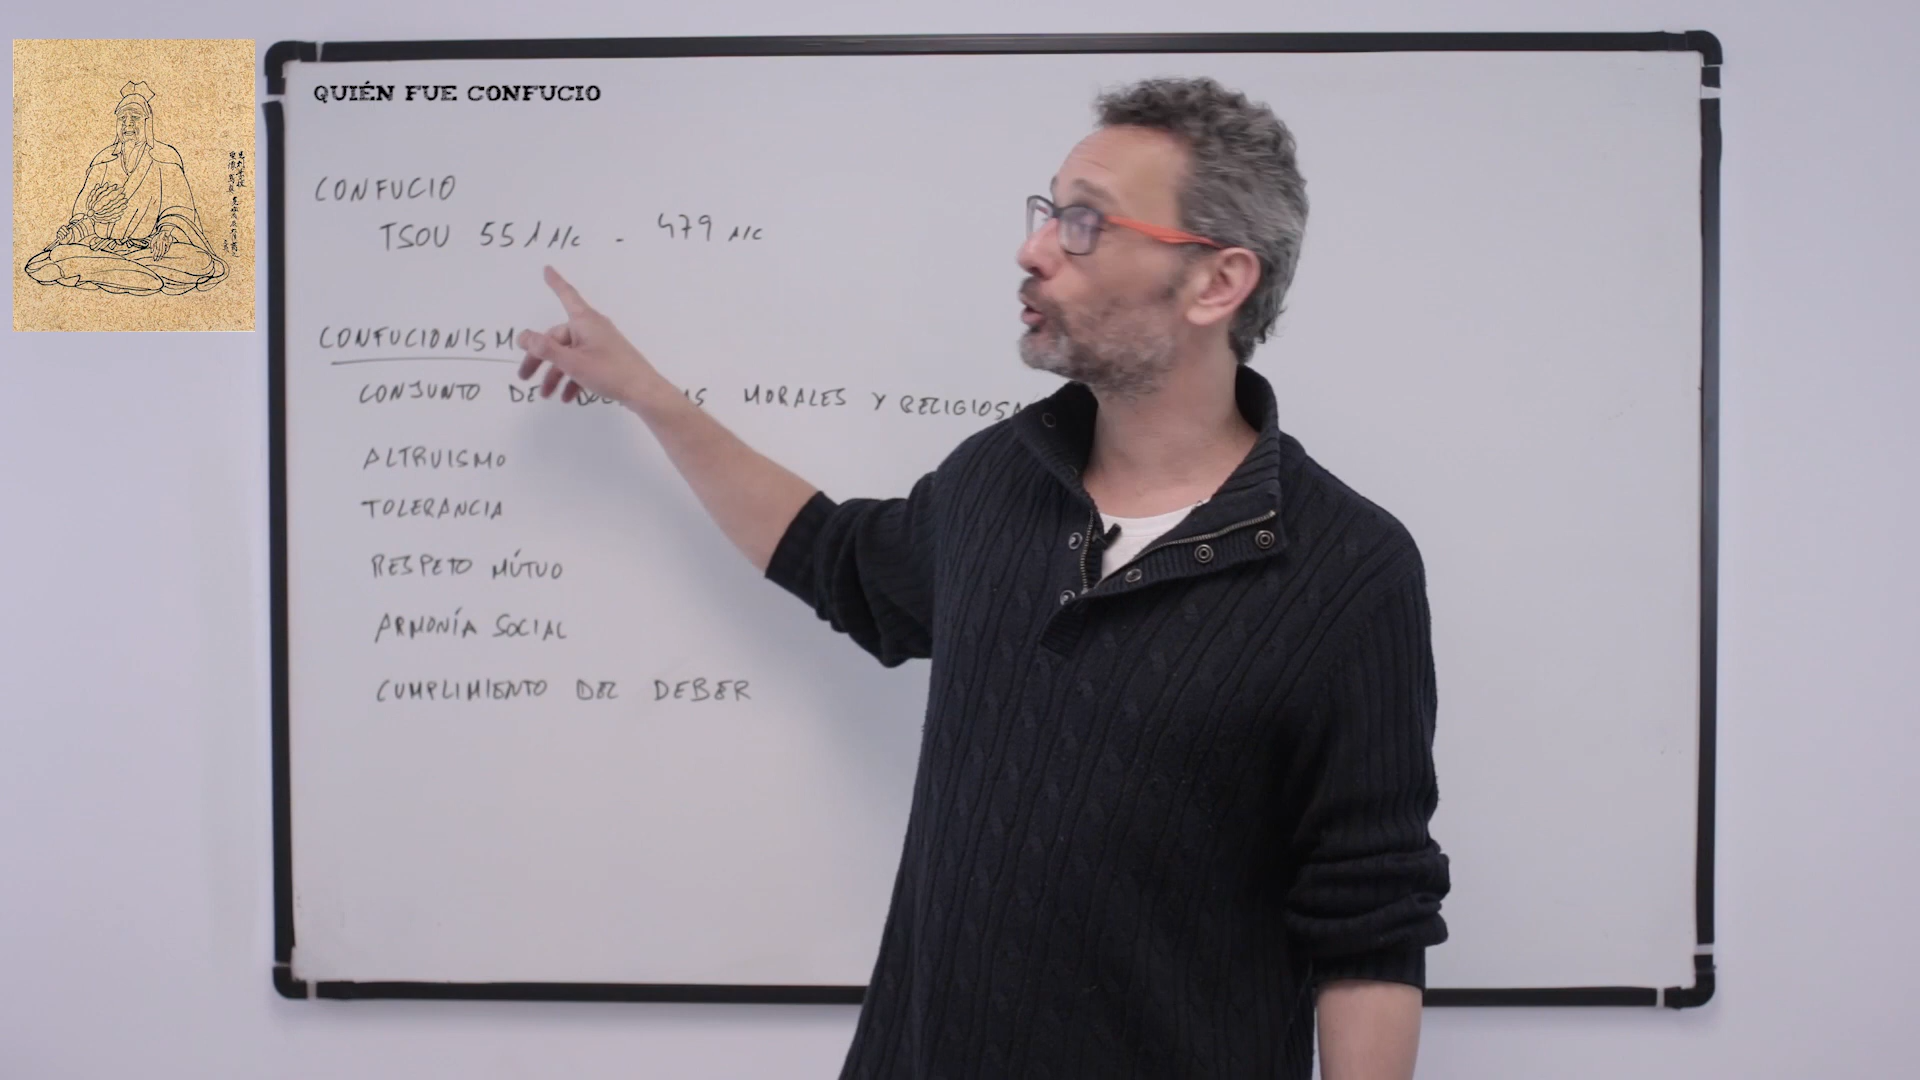 QUIÉN FUE CONFUCIO
CONFUCIO
TSOU 551 A/C - 479 A/C
CONFUCIONISM
CONJUNTO DE MORALES Y RELIGIOSA
ALTRUISMO
TOLERANCIA
RESPETO MÚTUO
ARMONÍA SOCIAL
CUMPLIMIENTO DEL DEBER